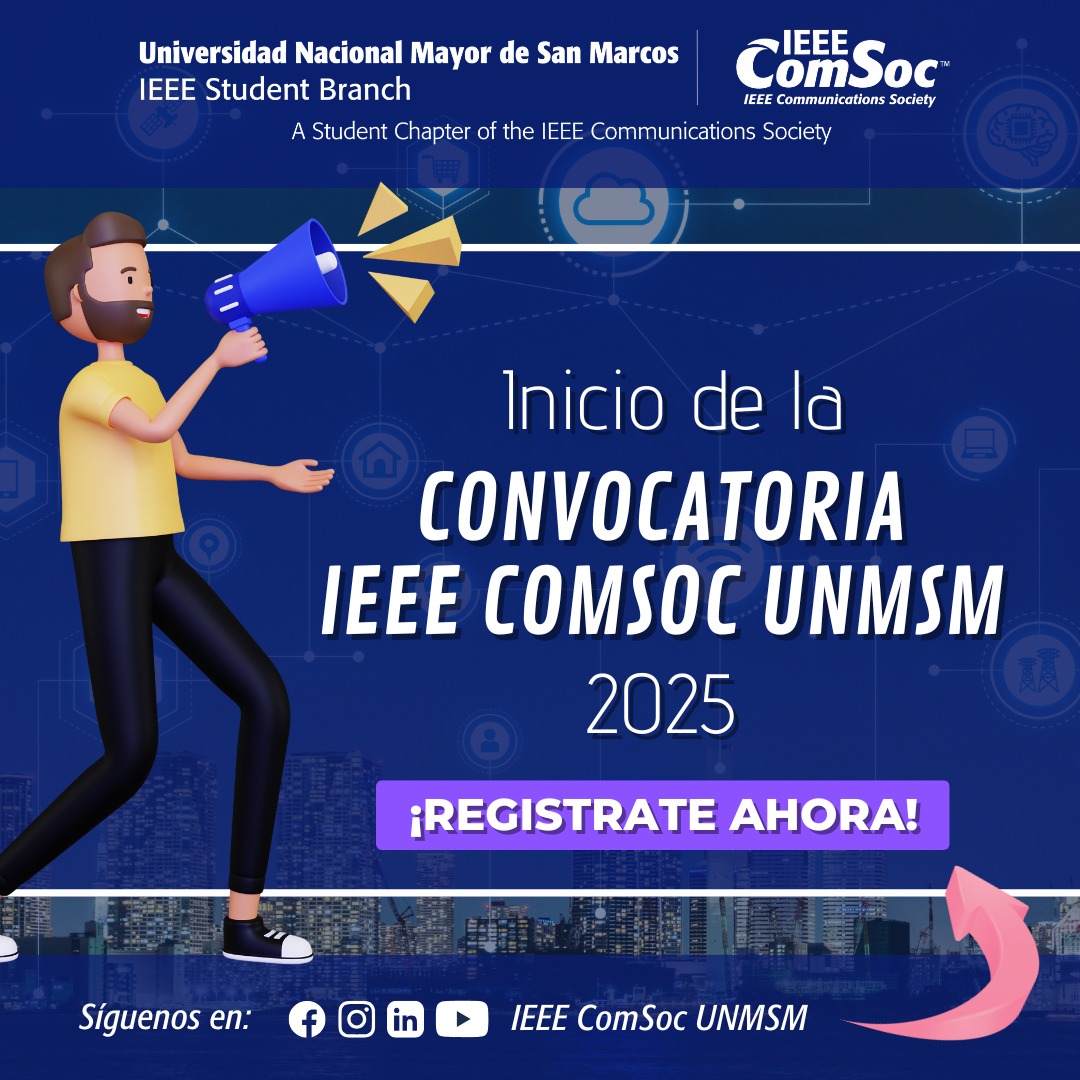 Universidad Nacional Mayor de San Marcos
IEEE Student Branch
IEEE
ComSoc™
IEEE Communications Society
A Student Chapter of the IEEE Communications Society
Inicio de la
CONVOCATORIA
IEEE COMSOC UNMSM
2025
¡REGISTRATE AHORA!
Síguenos en: IEEE ComSoc UNMSM